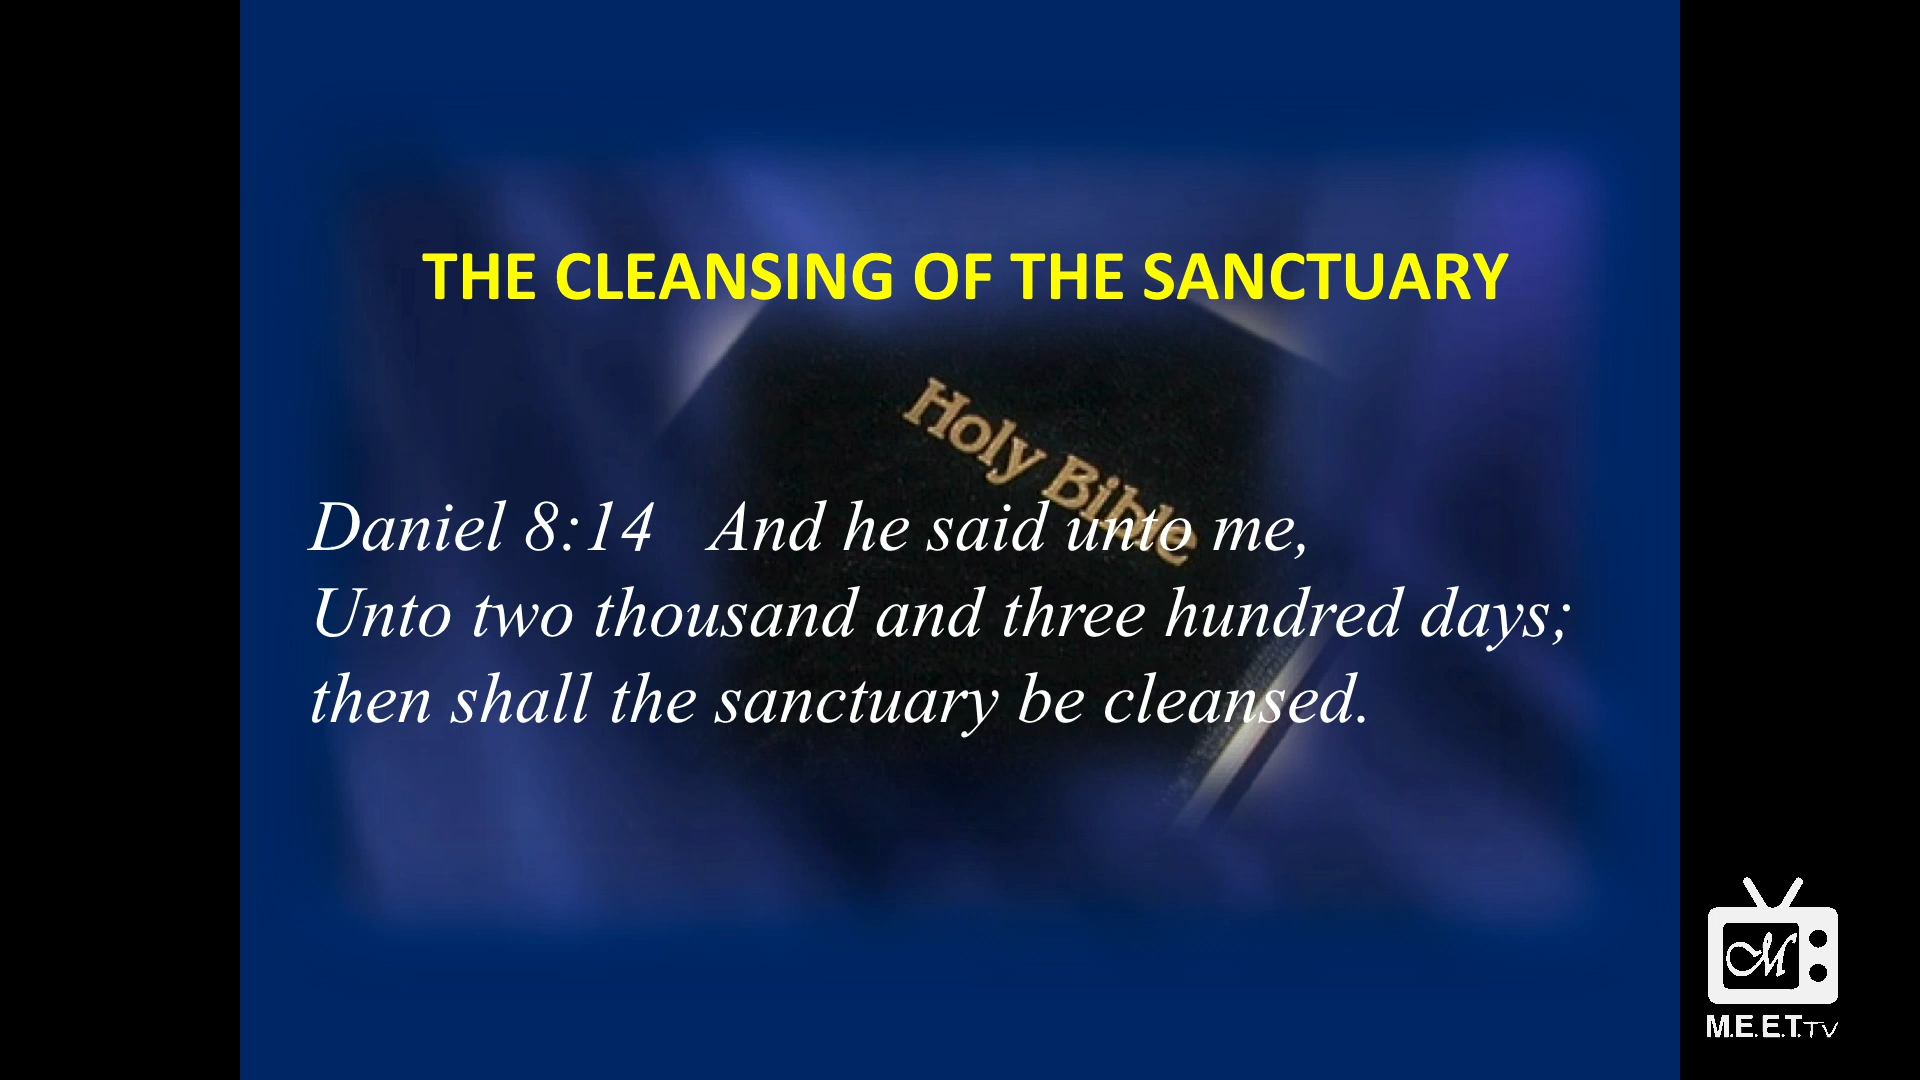 THE CLEANSING OF THE SANCTUARY
Holy Bible
Daniel 8:14   And he said unto me,
Unto two thousand and three hundred days;
then shall the sanctuary be cleansed.
M
M.E.E.T.TV